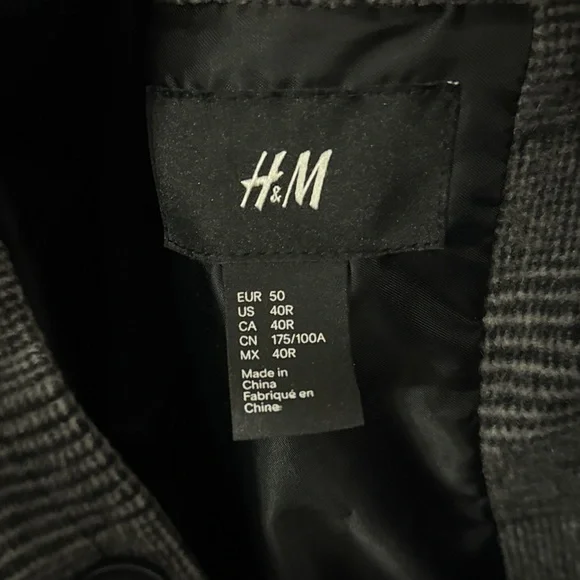 H&M
EUR 50
US 40R
CA 40R
CN 175/100A
MX 40R
Made in
China
Fabriqué en
Chine